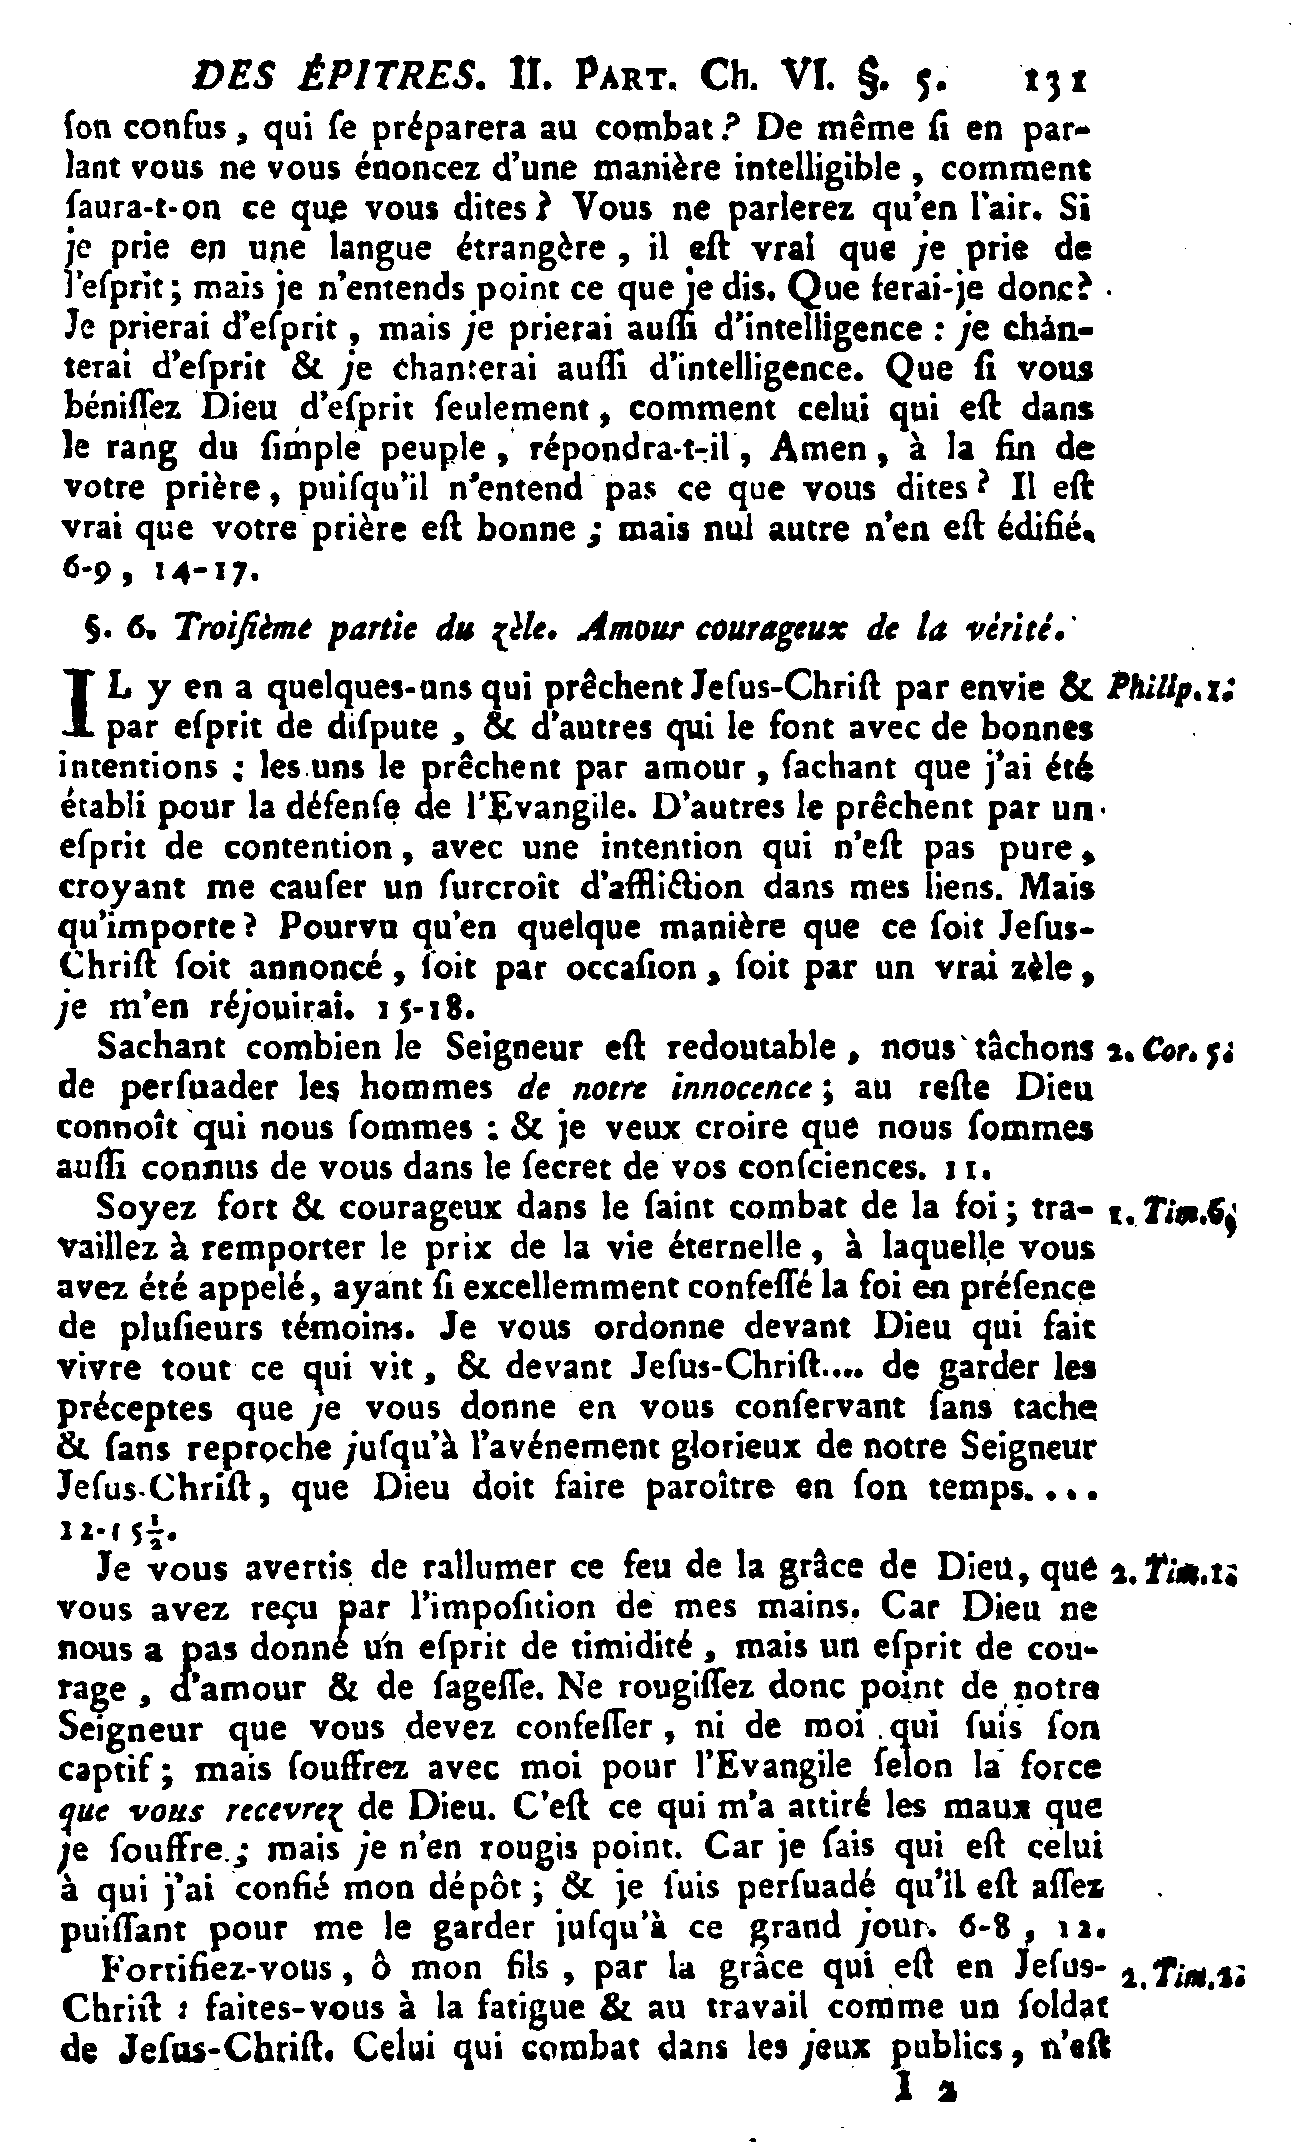 DES ÉPITRES. II. PART. Ch. VI. §. 5. 131
ſon confus, qui ſe préparera au combat? De même ſi en par-
lant vous ne vous énoncez d'une manière intelligible, comment
ſaura-t-on ce que vous dites? Vous ne parlerez qu'en l'air. Si
je prie en une langue étrangère, il eſt vrai que je prie de
l'eſprit; mais je n'entends point ce que je dis. Que ferai-je donc?
Je prierai d'eſprit, mais je prierai auſſi d'intelligence : je chan-
terai d'eſprit & je chanterai auſſi d'intelligence. Que ſi vous
béniſſez Dieu d'eſprit ſeulement, comment celui qui eſt dans
le rang du ſimple peuple, répondra-t-il, Amen, à la fin de
votre prière, puiſqu'il n'entend pas ce que vous dites? Il eſt
vrai que votre prière eſt bonne; mais nul autre n'en eſt édifié.
6-9, 14-17.
§. 6. Troiſième partie du zèle. Amour courageux de la vérité.
IL y en a quelques-uns qui prêchent Jeſus-Chriſt par envie & Philip. 1.
par eſprit de diſpute, & d'autres qui le font avec de bonnes
intentions : les uns le prêchent par amour, ſachant que j'ai été
établi pour la défenſe de l'Evangile. D'autres le prêchent par un
eſprit de contention, avec une intention qui n'eſt pas pure,
croyant me cauſer un ſurcroît d'affliction dans mes liens. Mais
qu'importe? Pourvu qu'en quelque manière que ce ſoit Jeſus-
Chriſt ſoit annoncé, ſoit par occaſion, ſoit par un vrai zèle,
je m'en réjouirai. 15-18.
Sachant combien le Seigneur eſt redoutable, nous tâchons 2. Cor. 5.
de perſuader les hommes de notre innocence; au reſte Dieu
connoît qui nous ſommes : & je veux croire que nous ſommes
auſſi connus de vous dans le ſecret de vos conſciences. 11.
Soyez fort & courageux dans le ſaint combat de la foi; tra- 1. Tim. 6.
vaillez à remporter le prix de la vie éternelle, à laquelle vous
avez été appelé, ayant ſi excellemment confeſſé la foi en préſence
de pluſieurs témoins. Je vous ordonne devant Dieu qui fait
vivre tout ce qui vit, & devant Jeſus-Chriſt.... de garder les
préceptes que je vous donne en vous conſervant ſans tache
& ſans reproche juſqu'à l'avénement glorieux de notre Seigneur
Jeſus-Chriſt, que Dieu doit faire paroître en ſon temps....
12-15½.
Je vous avertis de rallumer ce feu de la grâce de Dieu, que 2. Tim. 1.
vous avez reçu par l'impoſition de mes mains. Car Dieu ne
nous a pas donné un eſprit de timidité, mais un eſprit de cou-
rage, d'amour & de ſageſſe. Ne rougiſſez donc point de notre
Seigneur que vous devez confeſſer, ni de moi qui ſuis ſon
captif; mais ſouffrez avec moi pour l'Evangile ſelon la force
que vous recevrez de Dieu. C'eſt ce qui m'a attiré les maux que
je ſouffre; mais je n'en rougis point. Car je ſais qui eſt celui
à qui j'ai confié mon dépôt; & je ſuis perſuadé qu'il eſt aſſez
puiſſant pour me le garder juſqu'à ce grand jour. 6-8, 12.
Fortifiez-vous, ô mon fils, par la grâce qui eſt en Jeſus- 2. Tim. 2.
Chriſt : faites-vous à la fatigue & au travail comme un ſoldat
de Jeſus-Chriſt. Celui qui combat dans les jeux publics, n'eſt
I 2